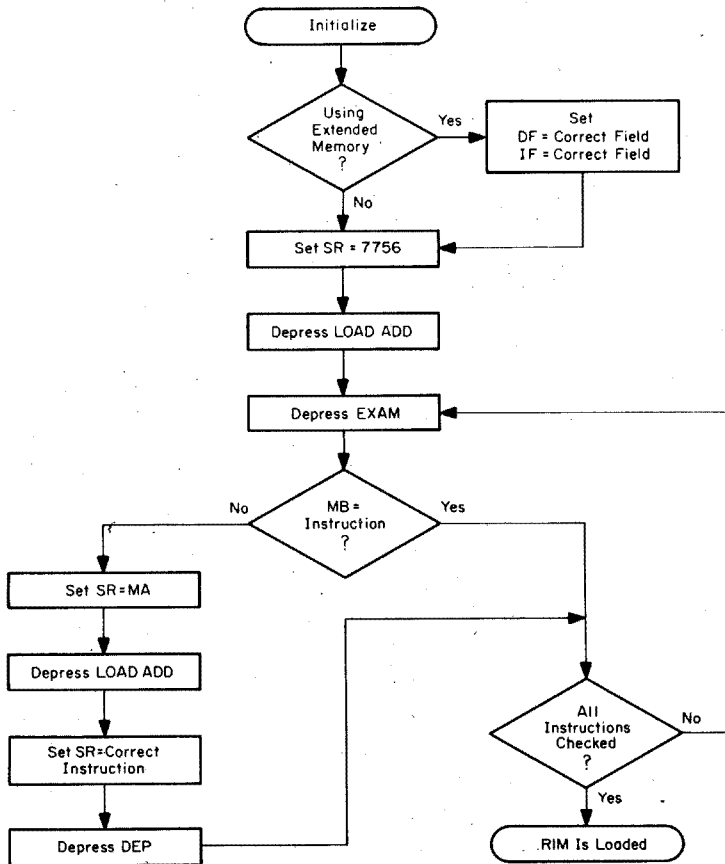 Initialize
Using
Extended
Memory
?
Yes
Set
DF = Correct Field
IF = Correct Field
No
Set SR = 7756
Depress LOAD ADD
Depress EXAM
MB=
Instruction
?
No
Yes
Set SR=MA
Depress LOAD ADD
Set SR=Correct
Instruction
Depress DEP
All
Instructions
Checked
?
No
Yes
RIM Is Loaded